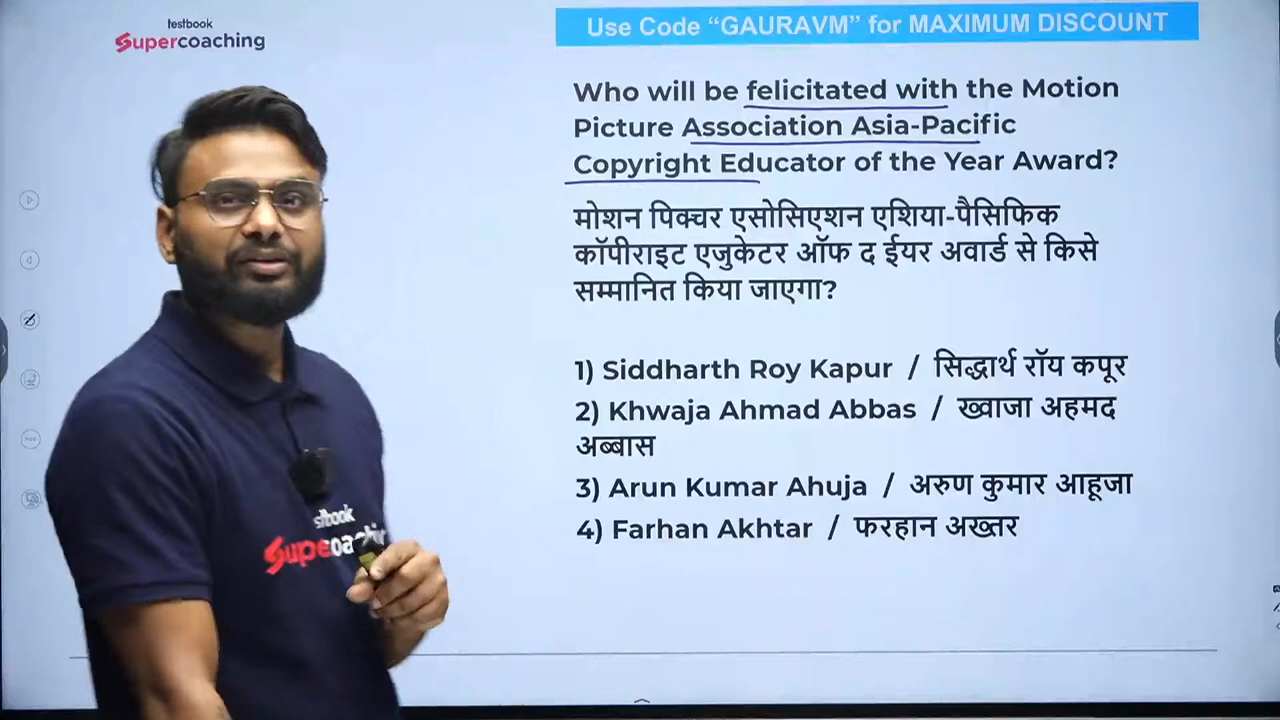 testbook
Supercoaching
Use Code “GAURAVM” for MAXIMUM DISCOUNT
Who will be felicitated with the Motion
Picture Association Asia-Pacific
Copyright Educator of the Year Award?
मोशन पिक्चर एसोसिएशन एशिया-पैसिफिक
कॉपीराइट एजुकेटर ऑफ द ईयर अवार्ड से किसे
सम्मानित किया जाएगा?
1) Siddharth Roy Kapur / सिद्धार्थ रॉय कपूर
2) Khwaja Ahmad Abbas / ख्वाजा अहमद
अब्बास
3) Arun Kumar Ahuja / अरुण कुमार आहूजा
4) Farhan Akhtar / फरहान अख्तर